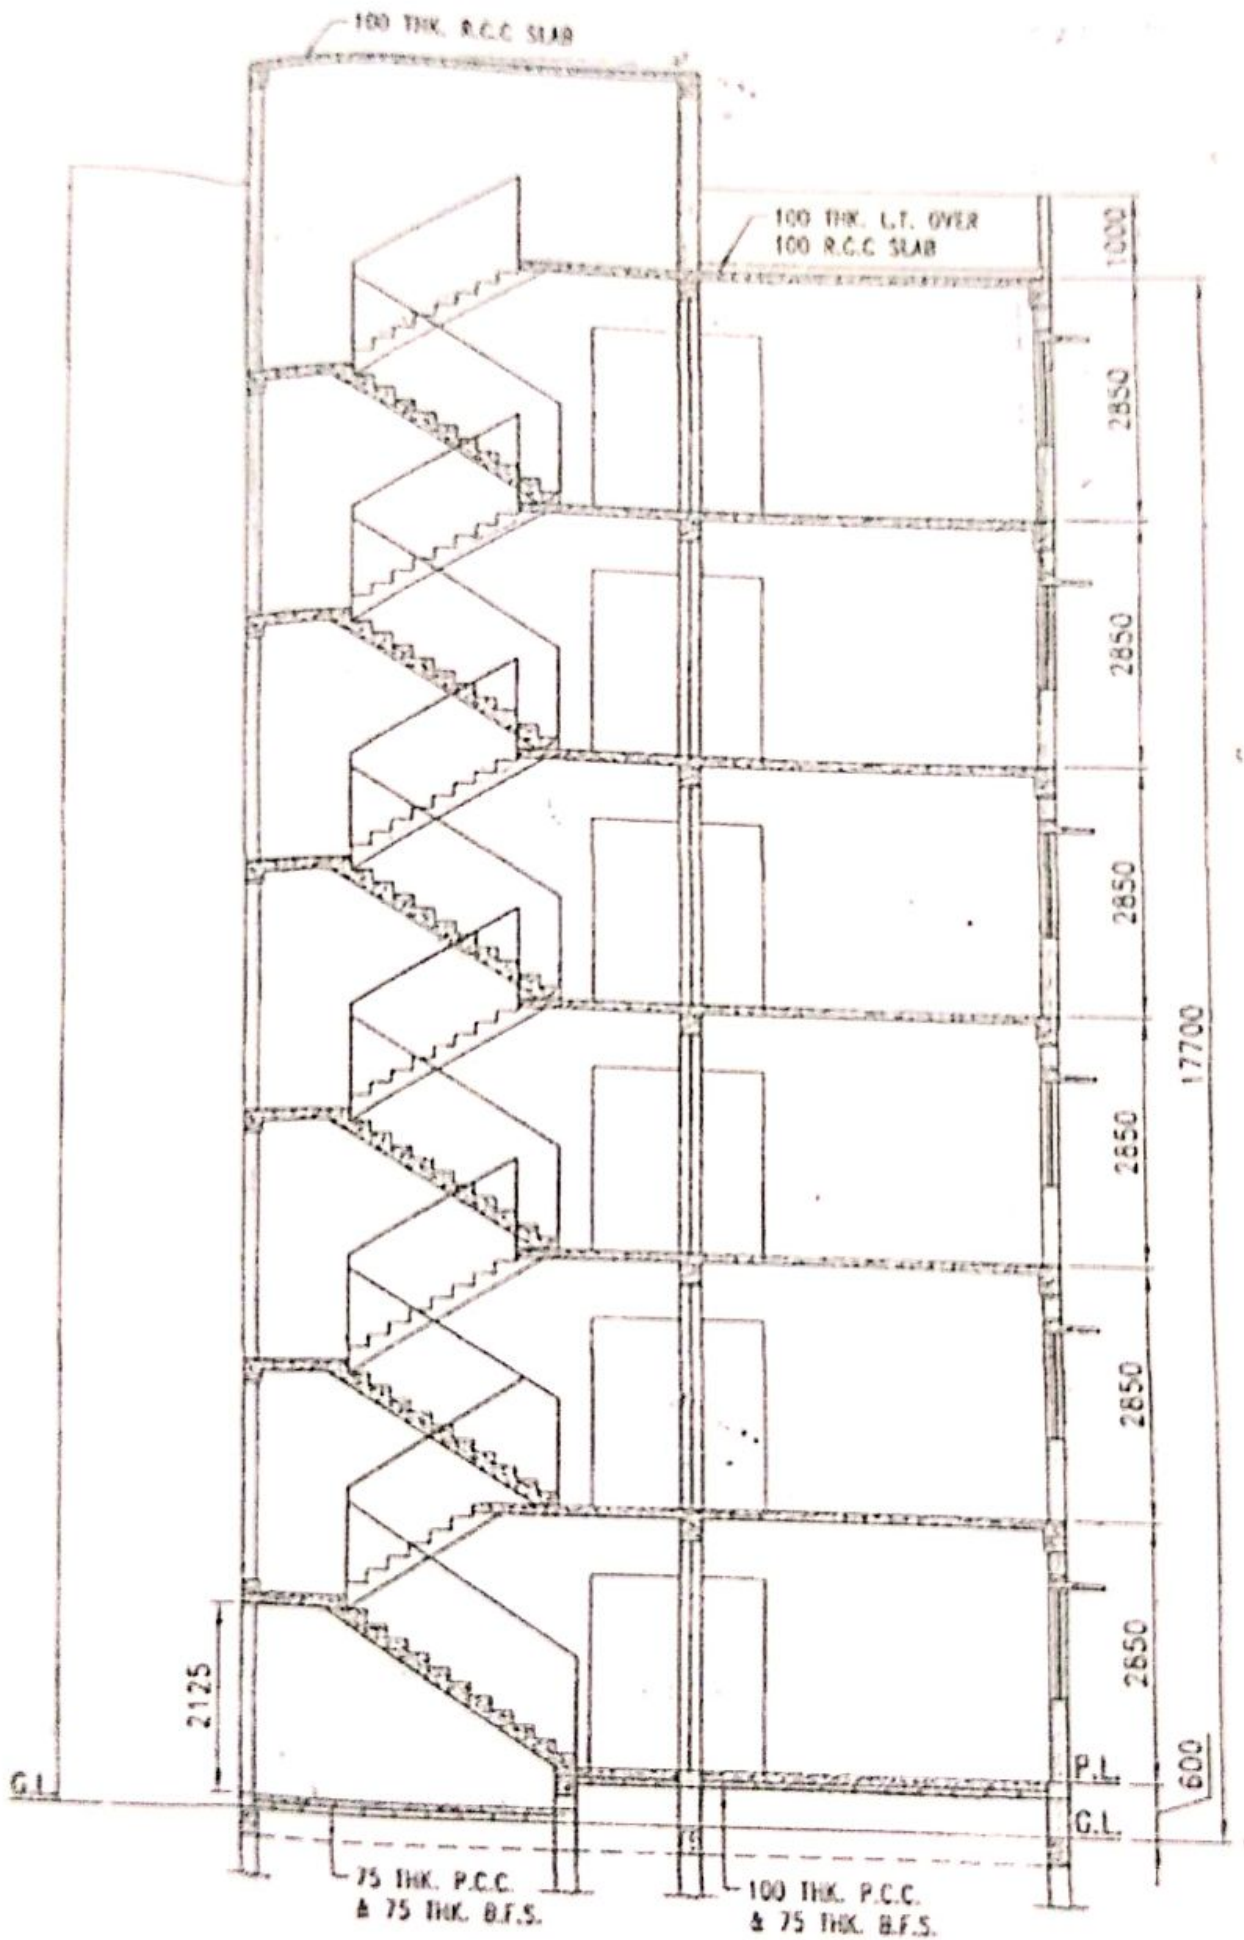 100 THK. R.C.C SLAB
100 THK. L.T. OVER
100 R.C.C SLAB
1000
2850
2850
2850
2850
2850
2850
17700
2125
600
P.L.
G.L.
G.L.
75 THK. P.C.C.
& 75 THK. B.F.S.
100 THK. P.C.C.
& 75 THK. B.F.S.